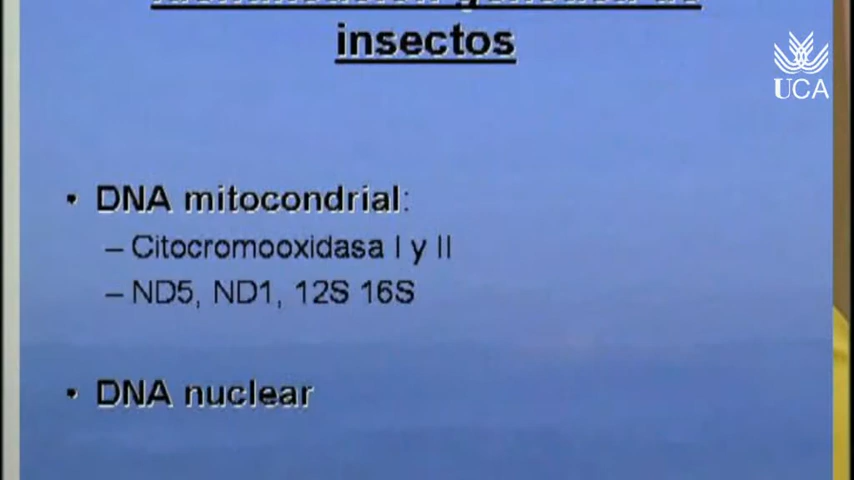 insectos
UCA
• DNA mitocondrial:
– Citocromooxidasa I y II
– ND5, ND1, 12S 16S
• DNA nuclear